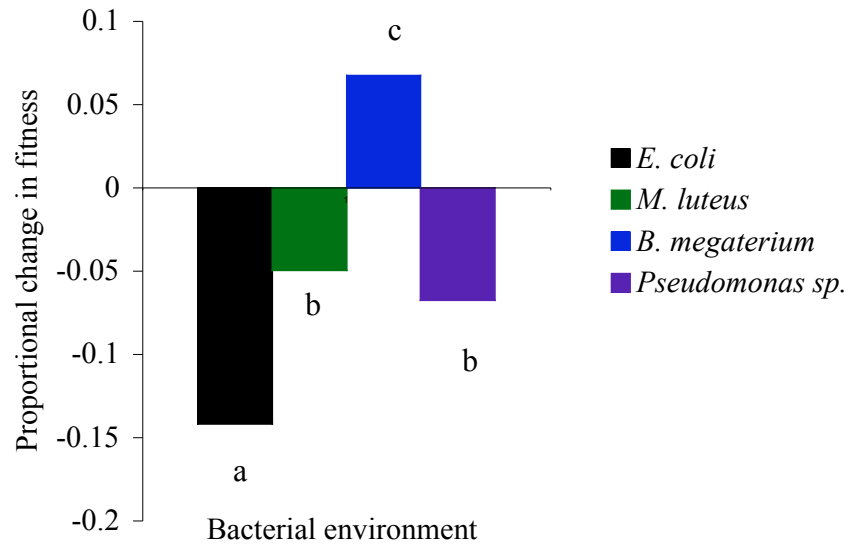 0.1
0.05
0
-0.05
-0.1
-0.15
-0.2
Proportional change in fitness
c
b
b
a
Bacterial environment
E. coli
M. luteus
B. megaterium
Pseudomonas sp.